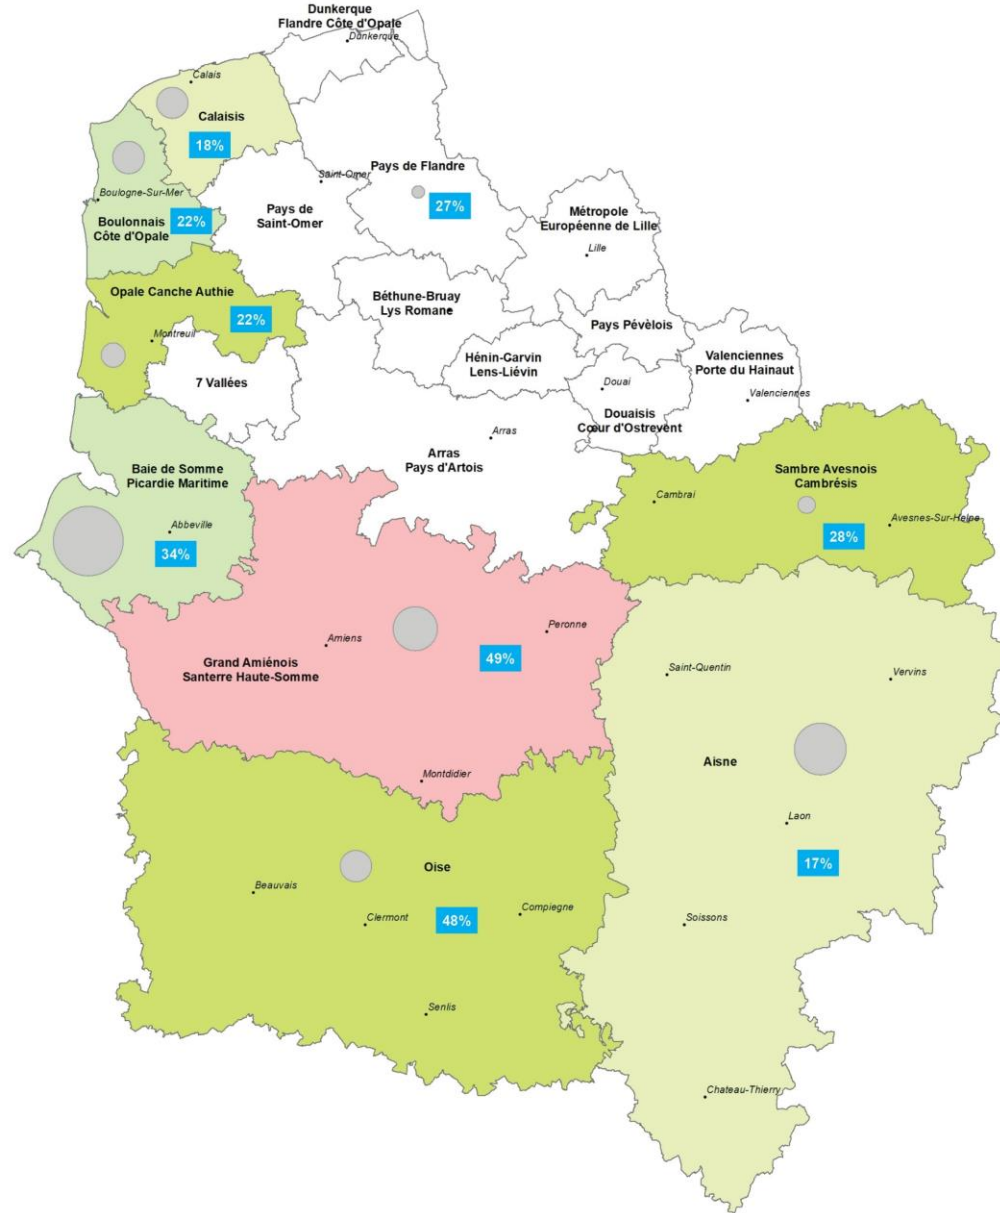 Dunkerque
Flandre Côte d'Opale
Dunkerque
Calais
Calaisis
18%
Pays de Flandre
27%
Saint-Omer
Pays de
Saint-Omer
Boulogne-Sur-Mer
Boulonnais
Côte d'Opale
22%
Métropole
Européenne de Lille
Lille
Opale Canche Authie
22%
Montreuil
Béthune-Bruay
Lys Romane
Pays Pévèlois
Hénin-Carvin
Lens-Liévin
Valenciennes
Porte du Hainaut
Valenciennes
7 Vallées
Douai
Douaisis
Cœur d'Ostrevent
Arras
Arras
Pays d'Artois
Baie de Somme
Picardie Maritime
Abbeville
34%
Sambre Avesnois
Cambrésis
Cambrai
Avesnes-Sur-Helpe
28%
Amiens
Peronne
Grand Amiénois
Santerre Haute-Somme
49%
Saint-Quentin
Vervins
Montdidier
Aisne
Laon
17%
Oise
Beauvais
Clermont
48%
Compiegne
Soissons
Senlis
Chateau-Thierry